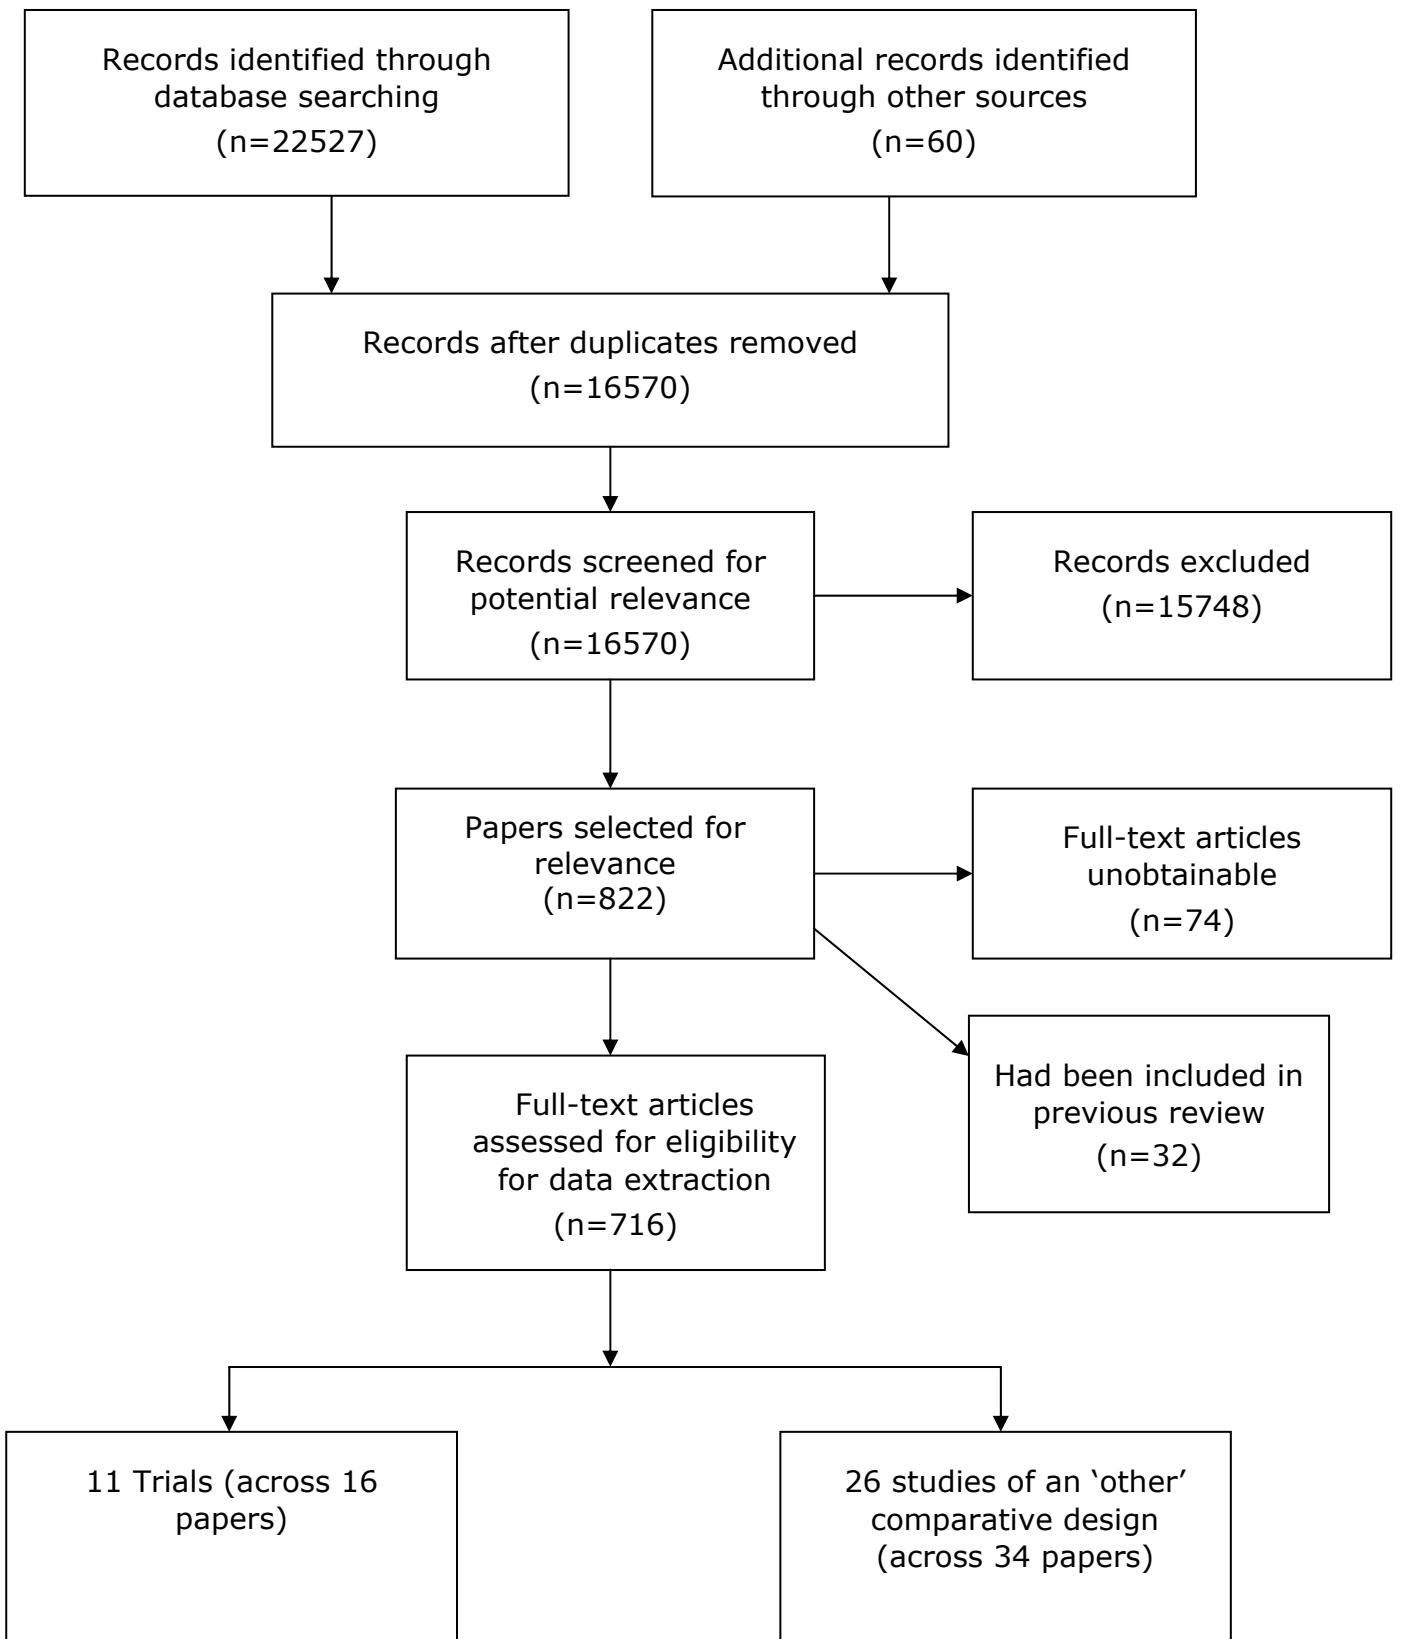 Records identified through
database searching
(n=22527)
Additional records identified
through other sources
(n=60)
Records after duplicates removed
(n=16570)
Records screened for
potential relevance
(n=16570)
Records excluded
(n=15748)
Papers selected for
relevance
(n=822)
Full-text articles
unobtainable
(n=74)
Had been included in
previous review
(n=32)
Full-text articles
assessed for eligibility
for data extraction
(n=716)
11 Trials (across 16
papers)
26 studies of an ‘other’
comparative design
(across 34 papers)